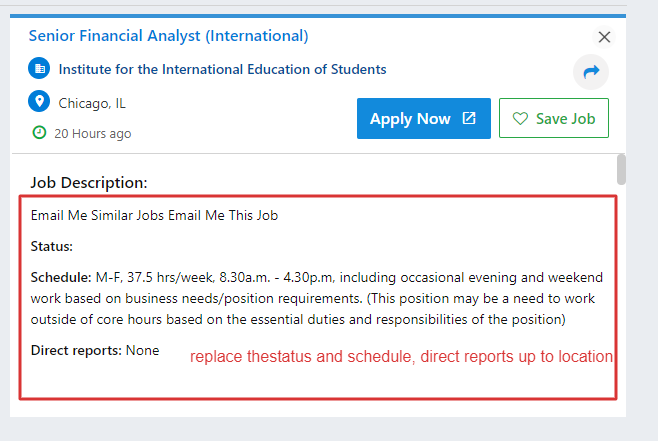 Senior Financial Analyst (International)
Institute for the International Education of Students
Chicago, IL
20 Hours ago
Apply Now
Save Job
Job Description:
Email Me Similar Jobs Email Me This Job
Status:
Schedule: M-F, 37.5 hrs/week, 8.30a.m. - 4.30p.m, including occasional evening and weekend
work based on business needs/position requirements. (This position may be a need to work
outside of core hours based on the essential duties and responsibilities of the position)
Direct reports: None
replace thestatus and schedule, direct reports up to location